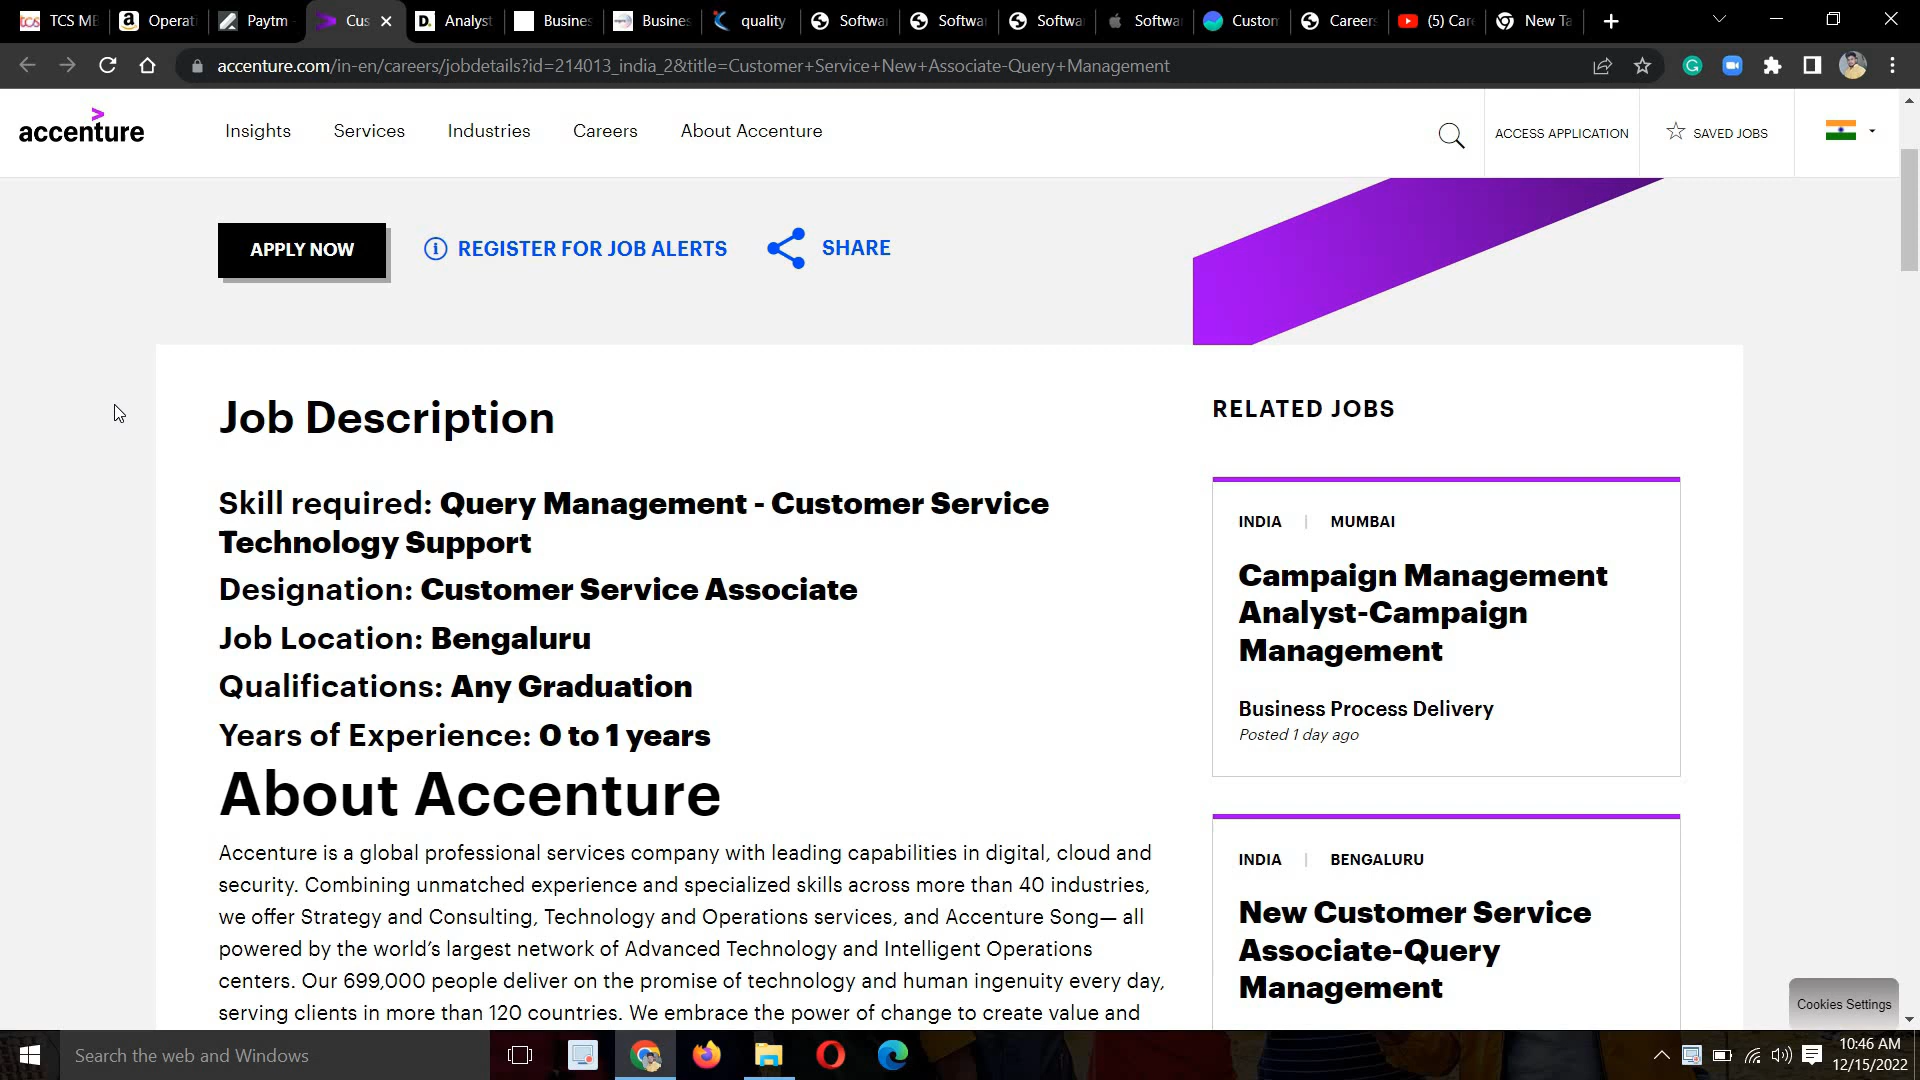 TCS ME
Operati
Paytm
Cus
Analyst
Busines
Busines
quality
Softwa
Softwa
Softwa
Softwa
Custom
Careers
(5) Car
New Ta
accenture.com/in-en/careers/jobdetails?id=214013_india_2&title=Customer+Service+New+Associate-Query+Management
accenture
Insights
Services
Industries
Careers
About Accenture
ACCESS APPLICATION
SAVED JOBS
APPLY NOW
REGISTER FOR JOB ALERTS
SHARE
Job Description
Skill required: Query Management - Customer Service
Technology Support
Designation: Customer Service Associate
Job Location: Bengaluru
Qualifications: Any Graduation
Years of Experience: 0 to 1 years
About Accenture
Accenture is a global professional services company with leading capabilities in digital, cloud and
security. Combining unmatched experience and specialized skills across more than 40 industries,
we offer Strategy and Consulting, Technology and Operations services, and Accenture Song— all
powered by the world’s largest network of Advanced Technology and Intelligent Operations
centers. Our 699,000 people deliver on the promise of technology and human ingenuity every day,
serving clients in more than 120 countries. We embrace the power of change to create value and
RELATED JOBS
INDIA | MUMBAI
Campaign Management
Analyst-Campaign
Management
Business Process Delivery
Posted 1 day ago
INDIA | BENGALURU
New Customer Service
Associate-Query
Management
Cookies Settings
Search the web and Windows
10:46 AM
12/15/2022